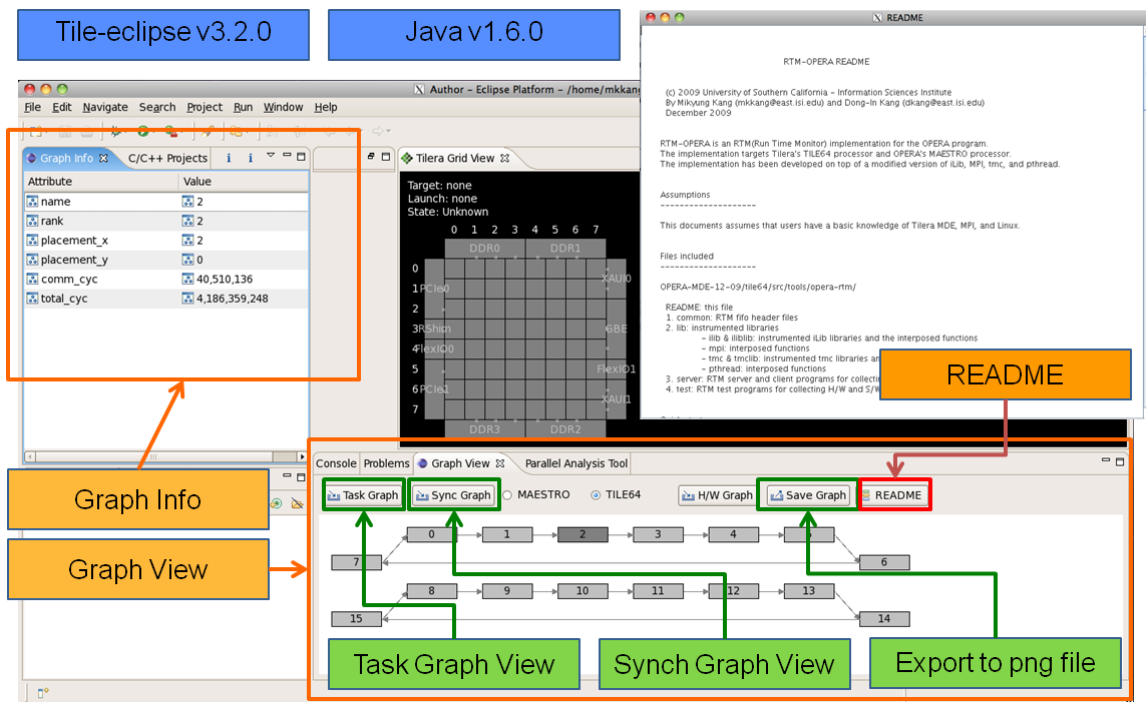 Tile-eclipse v3.2.0
Java v1.6.0
README
RTM-OPERA README
(c) 2009 University of Southern California - Information Sciences Institute
By Mikyung Kang (mkkang@east.isi.edu) and Dong-In Kang (dkang@east.isi.edu)
December 2009
RTM-OPERA is an RTM(Run Time Monitor) implementation for the OPERA program.
The implementation targets Tilera's TILE64 processor and OPERA's MAESTRO processor.
The implementation has been developed on top of a modified version of iLib, MPI, tmc, and pthread.
Assumptions
---------------------
This documents assumes that users have a basic knowledge of Tilera MDE, MPI, and Linux.
Files included
---------------------
OPERA-MDE-12-09/tile64/src/tools/opera-rtm/
README: this file
1. common: RTM fifo header files
2. lib: instrumented libraries
- ilib & iliblib: instrumented iLib libraries and the interposed functions
- mpi: interposed functions
- tmc & tmclib: instrumented tmc libraries an
- pthread: interposed functions
3. server: RTM server and client programs for collectin
4. test: RTM test programs for collecting H/W and S/W
README
Author - Eclipse Platform - /home/mkkang
File Edit Navigate Search Project Run Window Help
Graph Info C/C++ Projects
Attribute Value
name 2
rank 2
placement_x 2
placement_y 0
comm_cyc 40,510,136
total_cyc 4,186,359,248
Tilera Grid View
Target: none
Launch: none
State: Unknown
0 1 2 3 4 5 6 7
DDR0 DDR1
0
XAUI0
1 PCIe0
2
3 RShim GBE
4 FlexIO0
5 FlexIO1
6 PCIe1
XAUI1
7
DDR3 DDR2
Graph Info
Graph View
Console Problems Graph View Parallel Analysis Tool
Task Graph Sync Graph MAESTRO TILE64 H/W Graph Save Graph README
0 1 2 3 4 5
7 6
8 9 10 11 12 13
15 14
Task Graph View
Synch Graph View
Export to png file